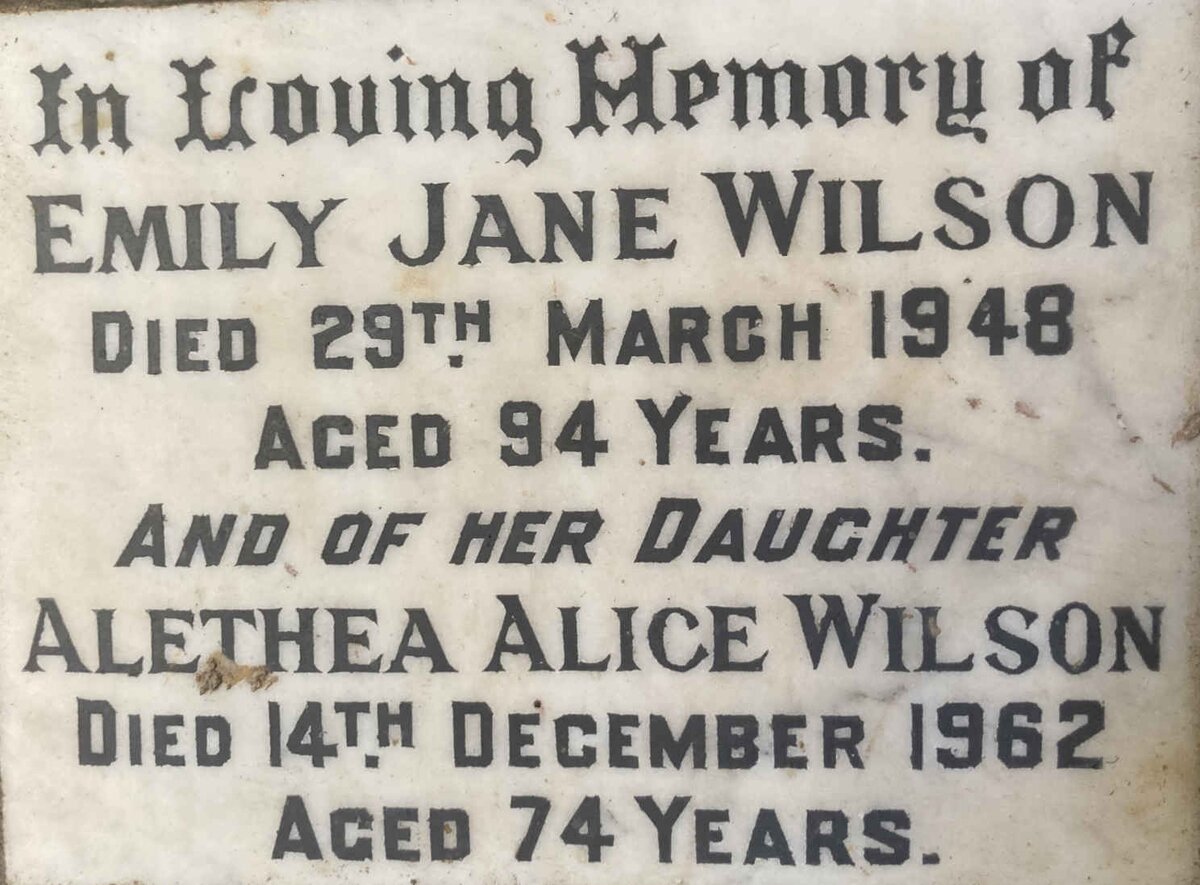 In Loving Memory of
EMILY JANE WILSON
DIED 29TH. MARCH 1948
AGED 94 YEARS.
AND OF HER DAUGHTER
ALETHEA ALICE WILSON
DIED 14TH. DECEMBER 1962
AGED 74 YEARS.